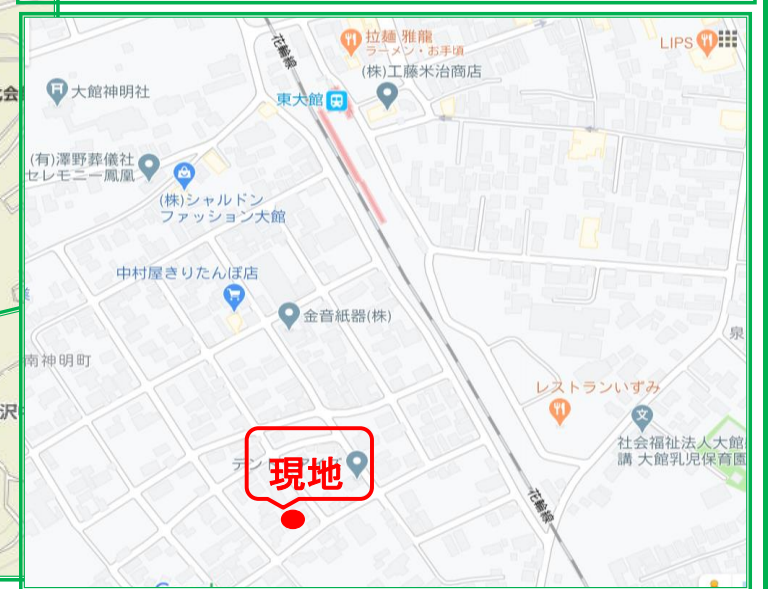 花輪線
拉麺 雅龍
ラーメン・お手頃
LIPS
(株)工藤米治商店
大館神明社
東大館
(有)澤野葬儀社
セレモニー鳳凰
(株)シャルドン
ファッション大館
中村屋きりたんぽ店
金音紙器(株)
南神明町
泉
レストランいずみ
文
社会福祉法人大館
講 大館乳児保育園
現地
花輪線